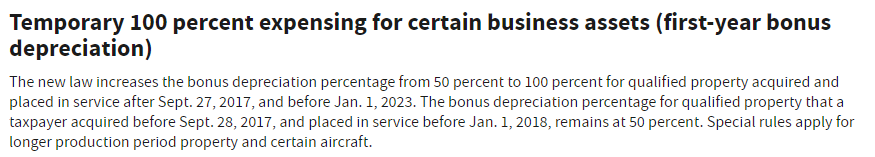 Temporary 100 percent expensing for certain business assets (first-year bonus
depreciation)
The new law increases the bonus depreciation percentage from 50 percent to 100 percent for qualified property acquired and
placed in service after Sept. 27, 2017, and before Jan. 1, 2023. The bonus depreciation percentage for qualified property that a
taxpayer acquired before Sept. 28, 2017, and placed in service before Jan. 1, 2018, remains at 50 percent. Special rules apply for
longer production period property and certain aircraft.